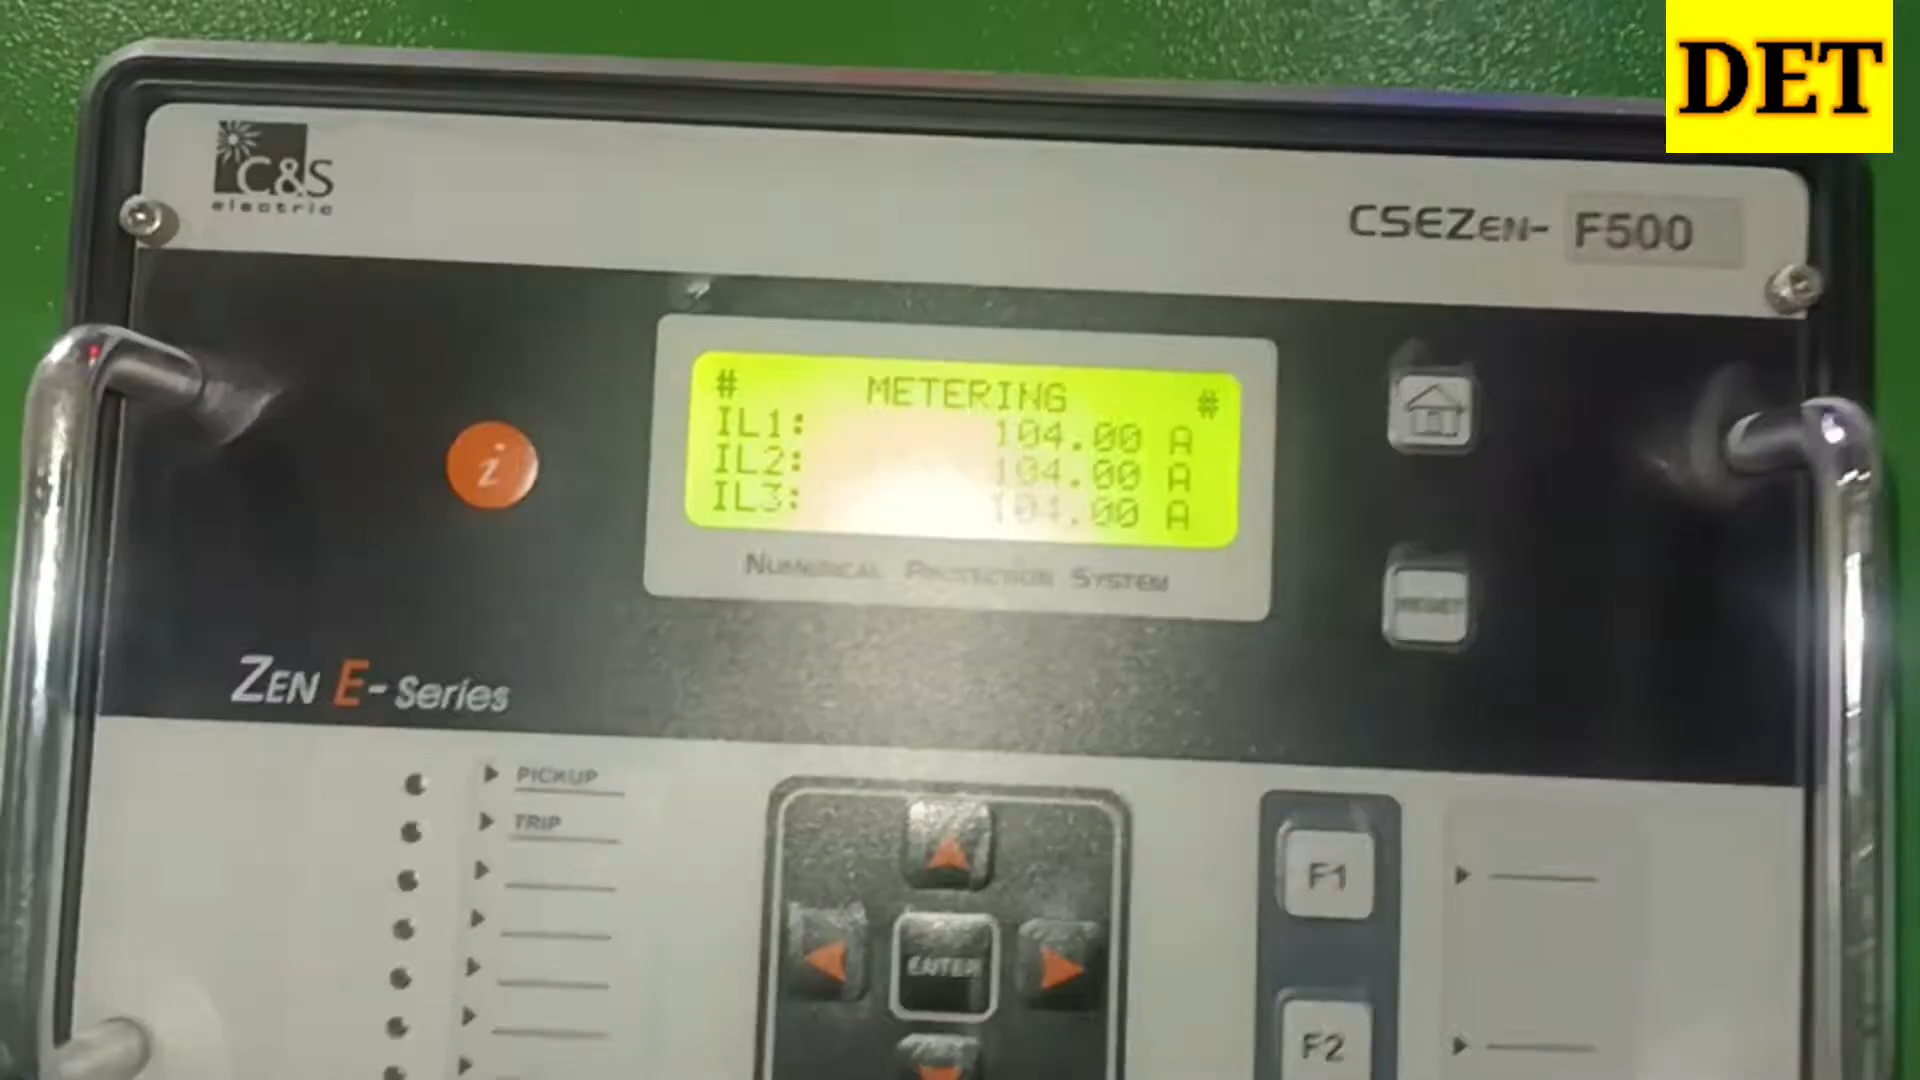 DET
C&S
electric
CSEZEN- F500
# METERING #
IL1: 104.00 A
IL2: 104.00 A
IL3: 104.00 A
NUMERICAL PROTECTION SYSTEM
i
RESET
ZEN E- Series
PICKUP
TRIP
ENTER
F1
F2